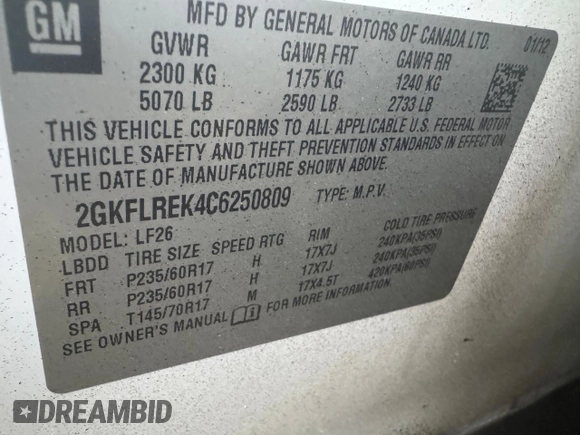 GM
MFD BY GENERAL MOTORS OF CANADA LTD.
01/12
GVWR GAWR FRT GAWR RR
2300 KG 1175 KG 1240 KG
5070 LB 2590 LB 2733 LB
THIS VEHICLE CONFORMS TO ALL APPLICABLE U.S. FEDERAL MOTOR
VEHICLE SAFETY AND THEFT PREVENTION STANDARDS IN EFFECT ON
THE DATE OF MANUFACTURE SHOWN ABOVE.
2GKFLREK4C6250809 TYPE: M.P.V.
MODEL: LF26
LBDD TIRE SIZE SPEED RTG RIM COLD TIRE PRESSURE
FRT P235/60R17 H 17X7J 240KPA(35PSI)
RR P235/60R17 H 17X7J 240KPA(35PSI)
SPA T145/70R17 M 17X4.5T 420KPA(60PSI)
SEE OWNER'S MANUAL FOR MORE INFORMATION.
DREAMBID